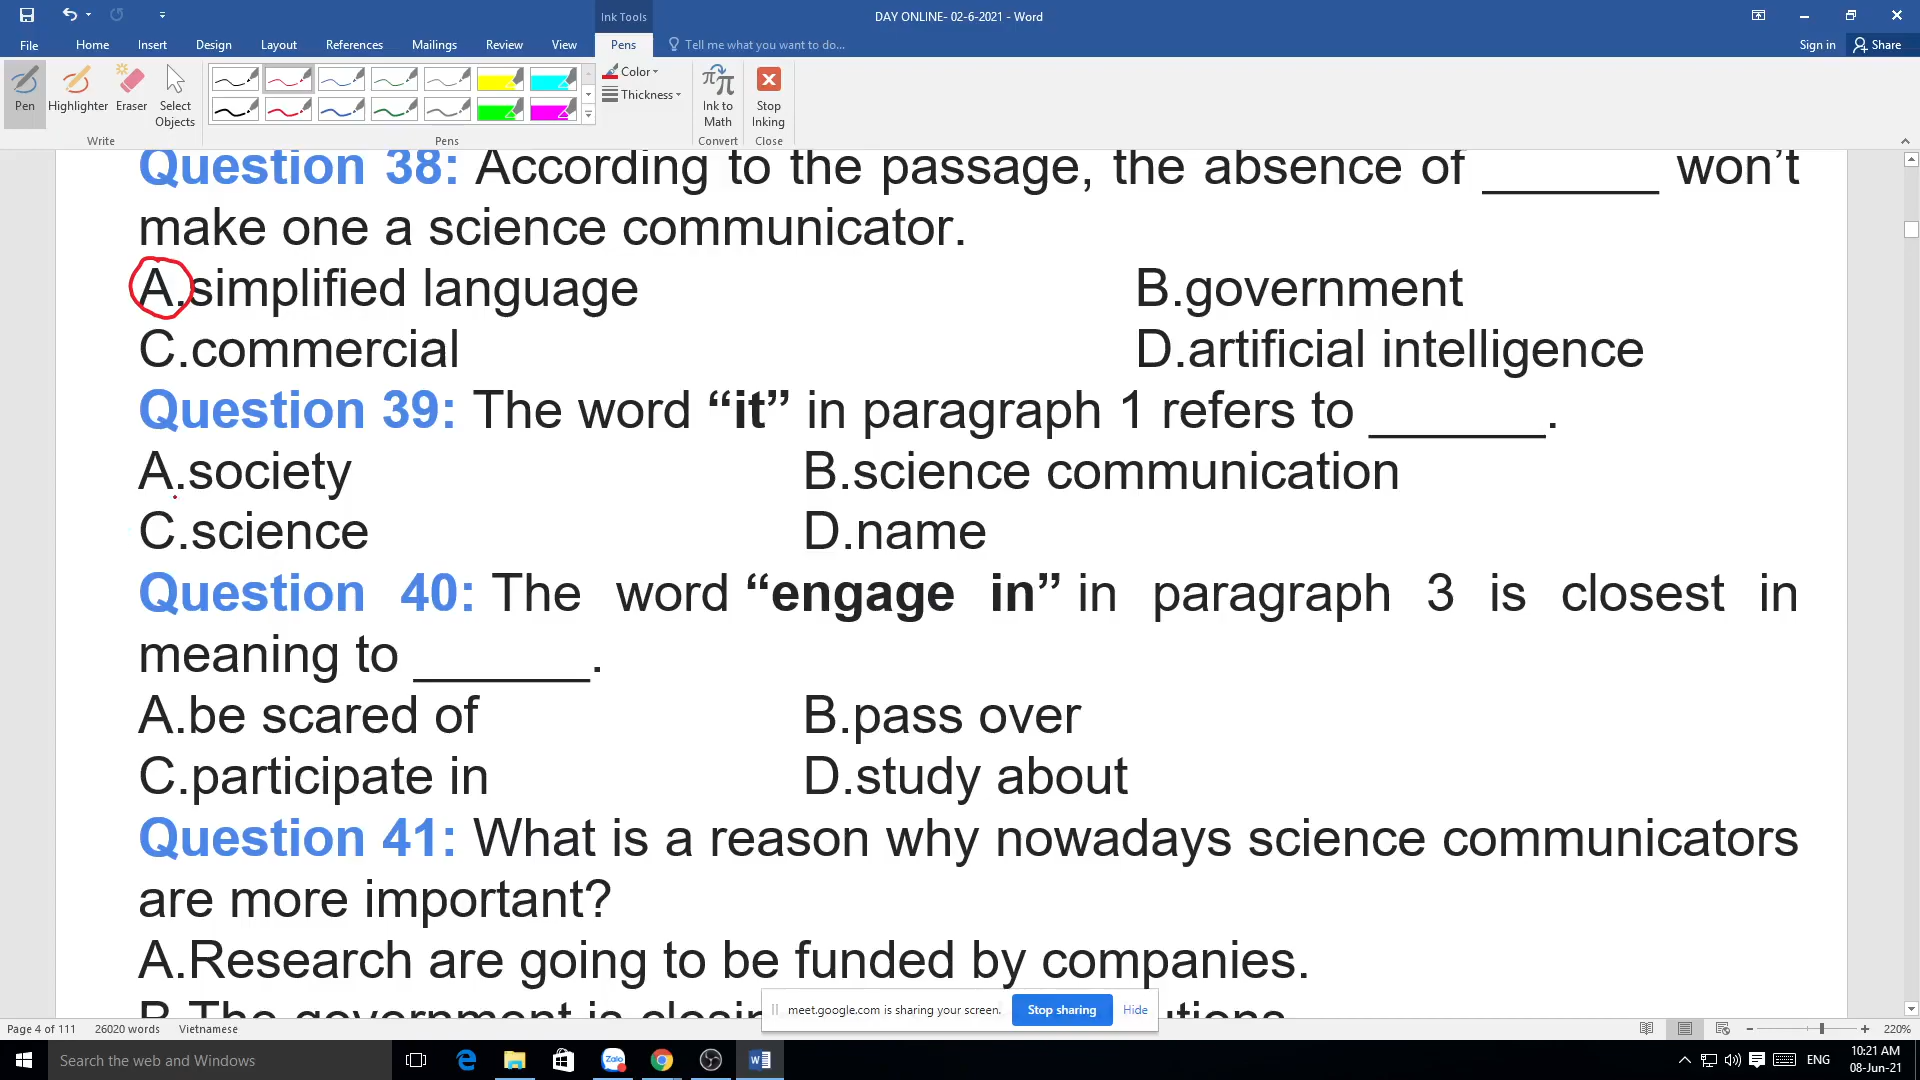 Ink Tools
DAY ONLINE- 02-6-2021 - Word
File Home Insert Design Layout References Mailings Review View Pens Tell me what you want to do... Sign in Share
Pen Highlighter Eraser Select Objects
Color
Thickness
Ink to Math
Stop Inking
Write Pens Convert Close
Question 38: According to the passage, the absence of _______ won’t
make one a science communicator.
A.simplified language B.government
C.commercial D.artificial intelligence
Question 39: The word “it” in paragraph 1 refers to _______.
A.society B.science communication
C.science D.name
Question 40: The word “engage in” in paragraph 3 is closest in
meaning to _______.
A.be scared of B.pass over
C.participate in D.study about
Question 41: What is a reason why nowadays science communicators
are more important?
A.Research are going to be funded by companies.
B.The government is
meet.google.com is sharing your screen. Stop sharing Hide
Page 4 of 111 26020 words Vietnamese 220%
Search the web and Windows
Zalo
ENG
10:21 AM
08-Jun-21